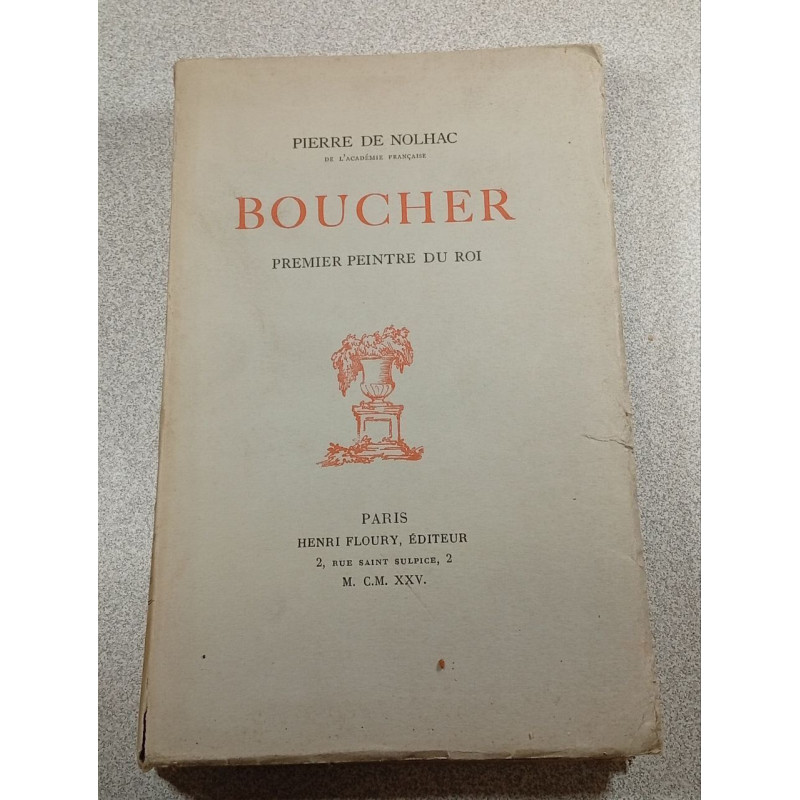 PIERRE DE NOLHAC
DE L'ACADÉMIE FRANÇAISE
BOUCHER
PREMIER PEINTRE DU ROI
PARIS
HENRI FLOURY, ÉDITEUR
2, RUE SAINT SULPICE, 2
M. C.M. XXV.